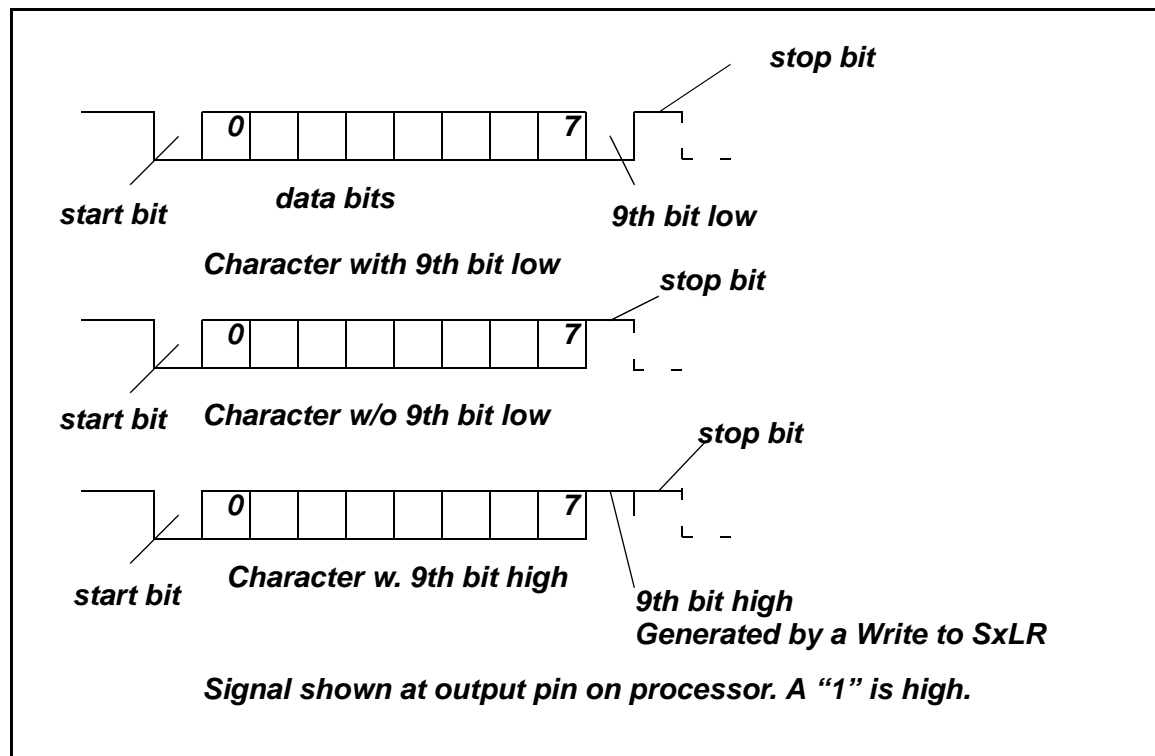 stop bit
0 7
start bit
data bits
9th bit low
Character with 9th bit low
stop bit
0 7
start bit
Character w/o 9th bit low
stop bit
0 7
start bit
Character w. 9th bit high
9th bit high
Generated by a Write to SxLR
Signal shown at output pin on processor. A “1” is high.